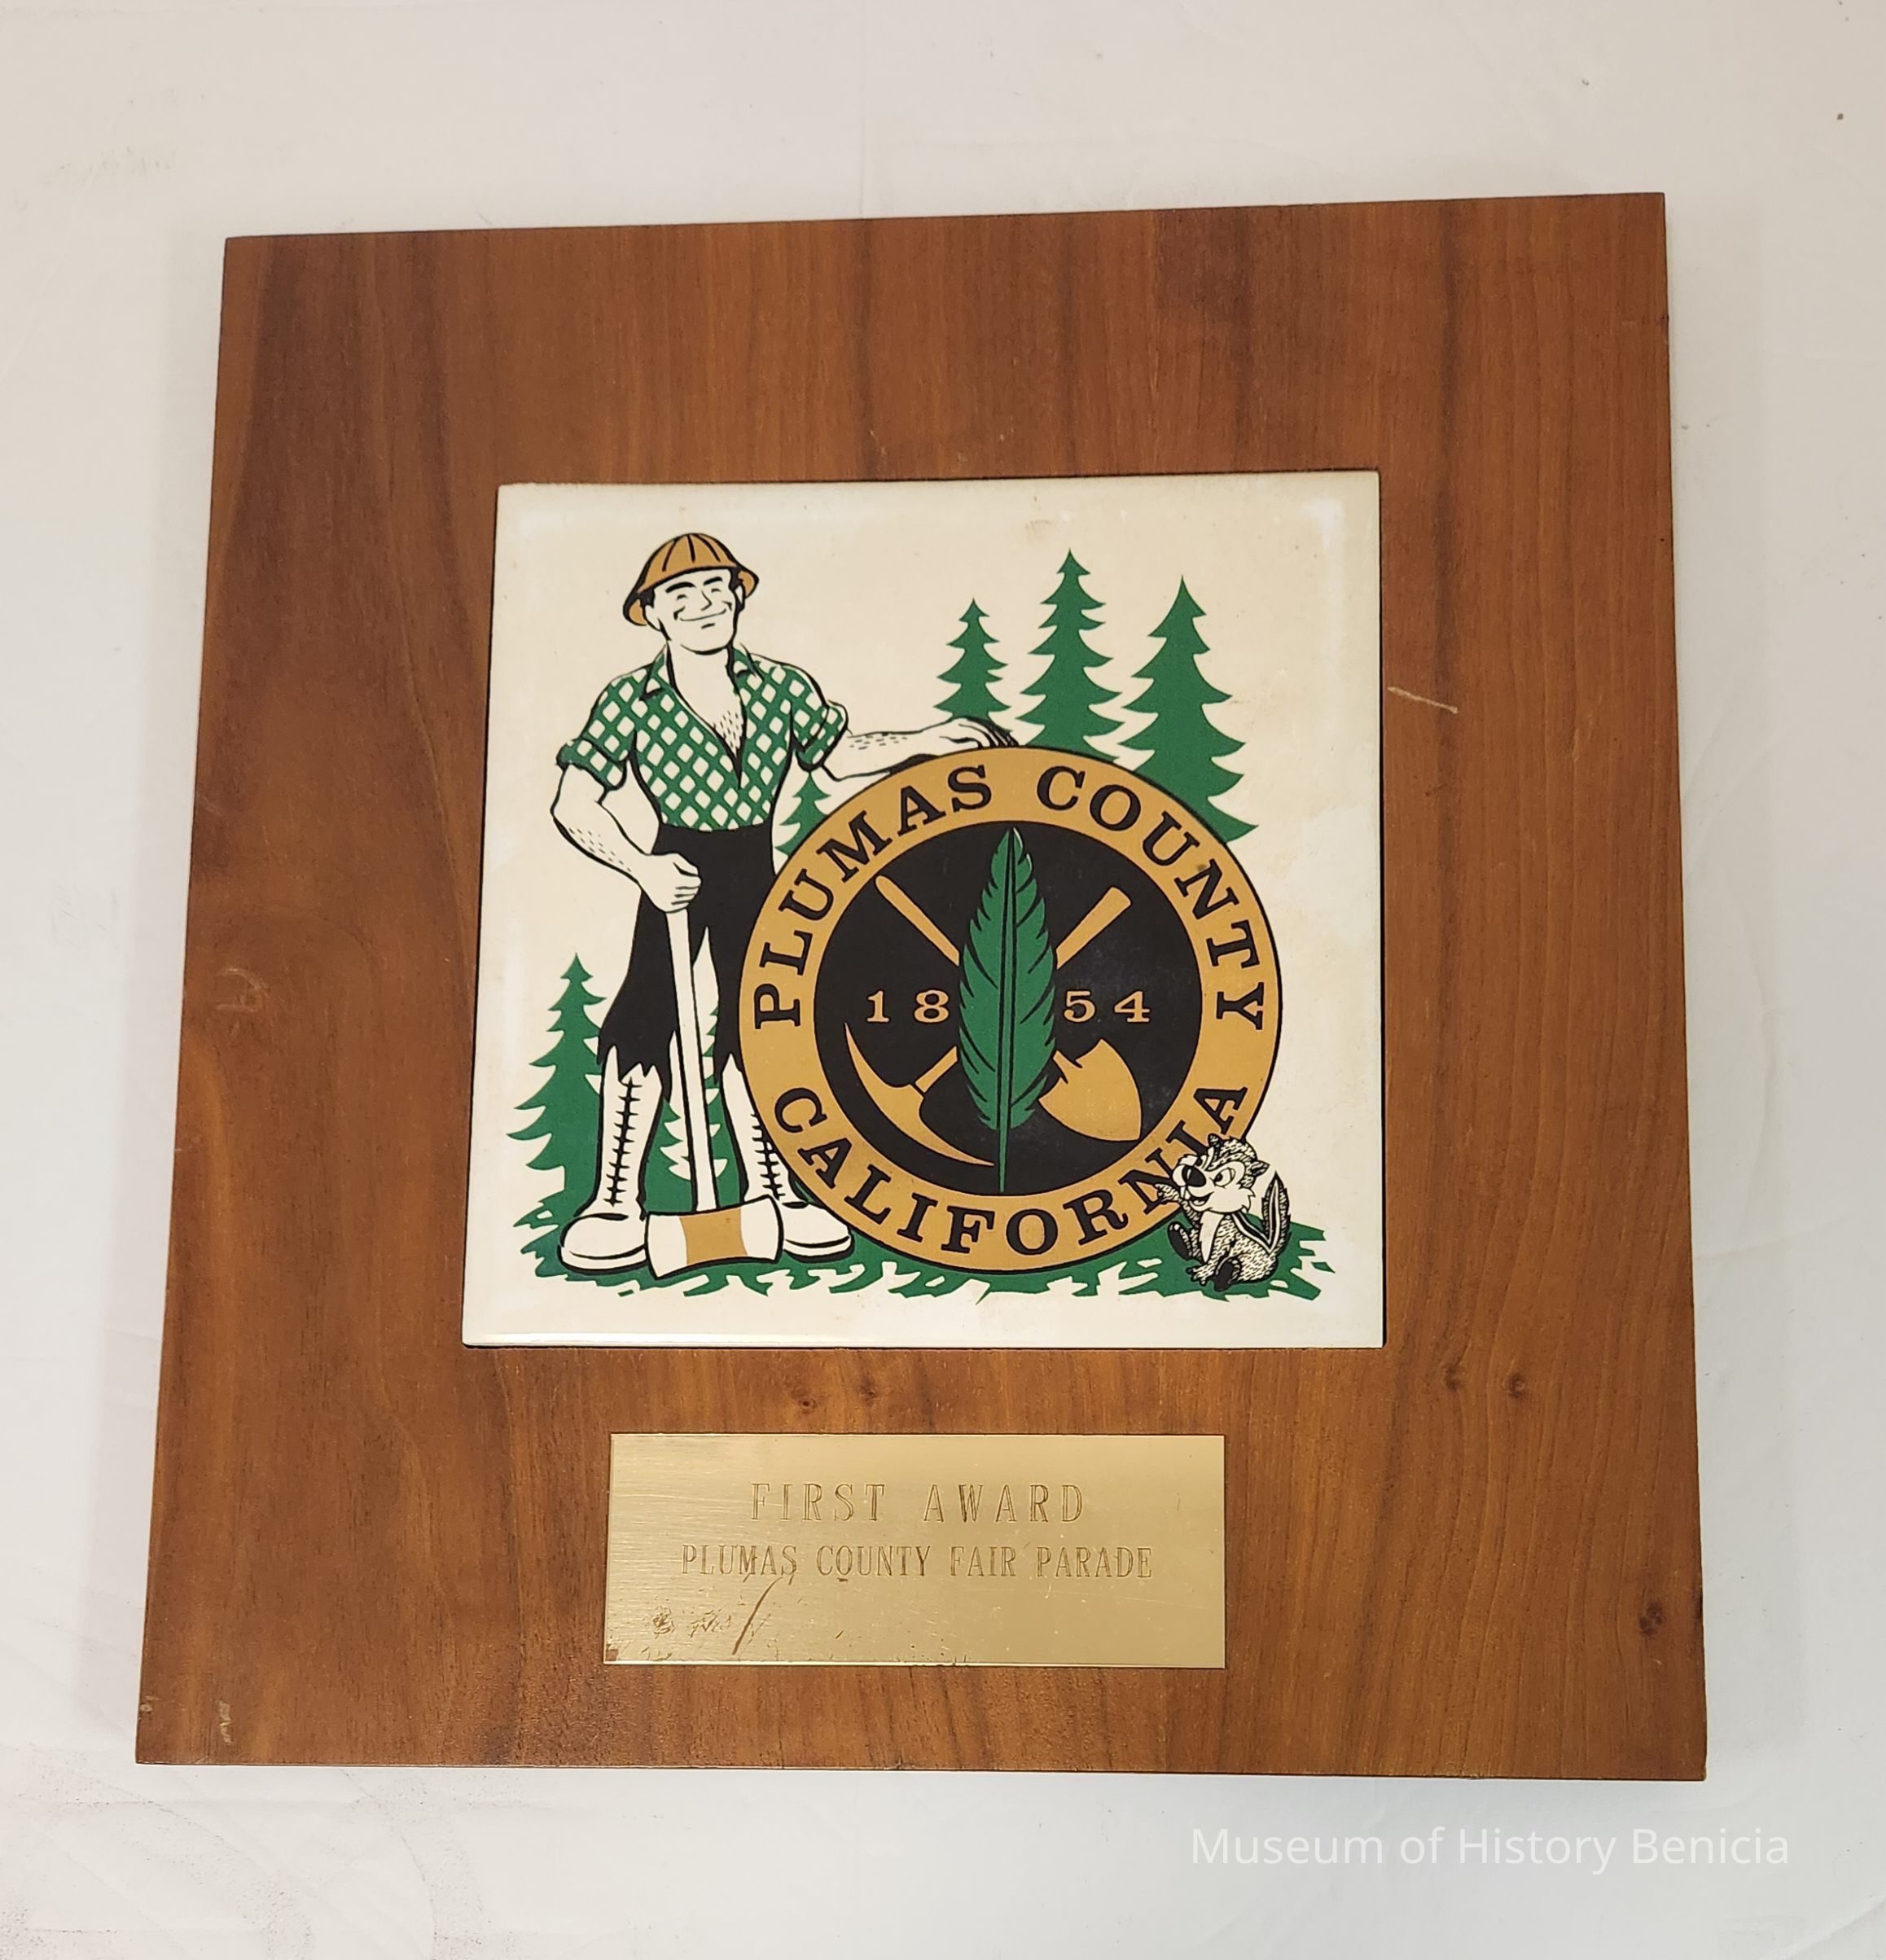 PLUMAS COUNTY
18 54
CALIFORNIA
FIRST AWARD
PLUMAS COUNTY FAIR PARADE
Museum of History Benicia